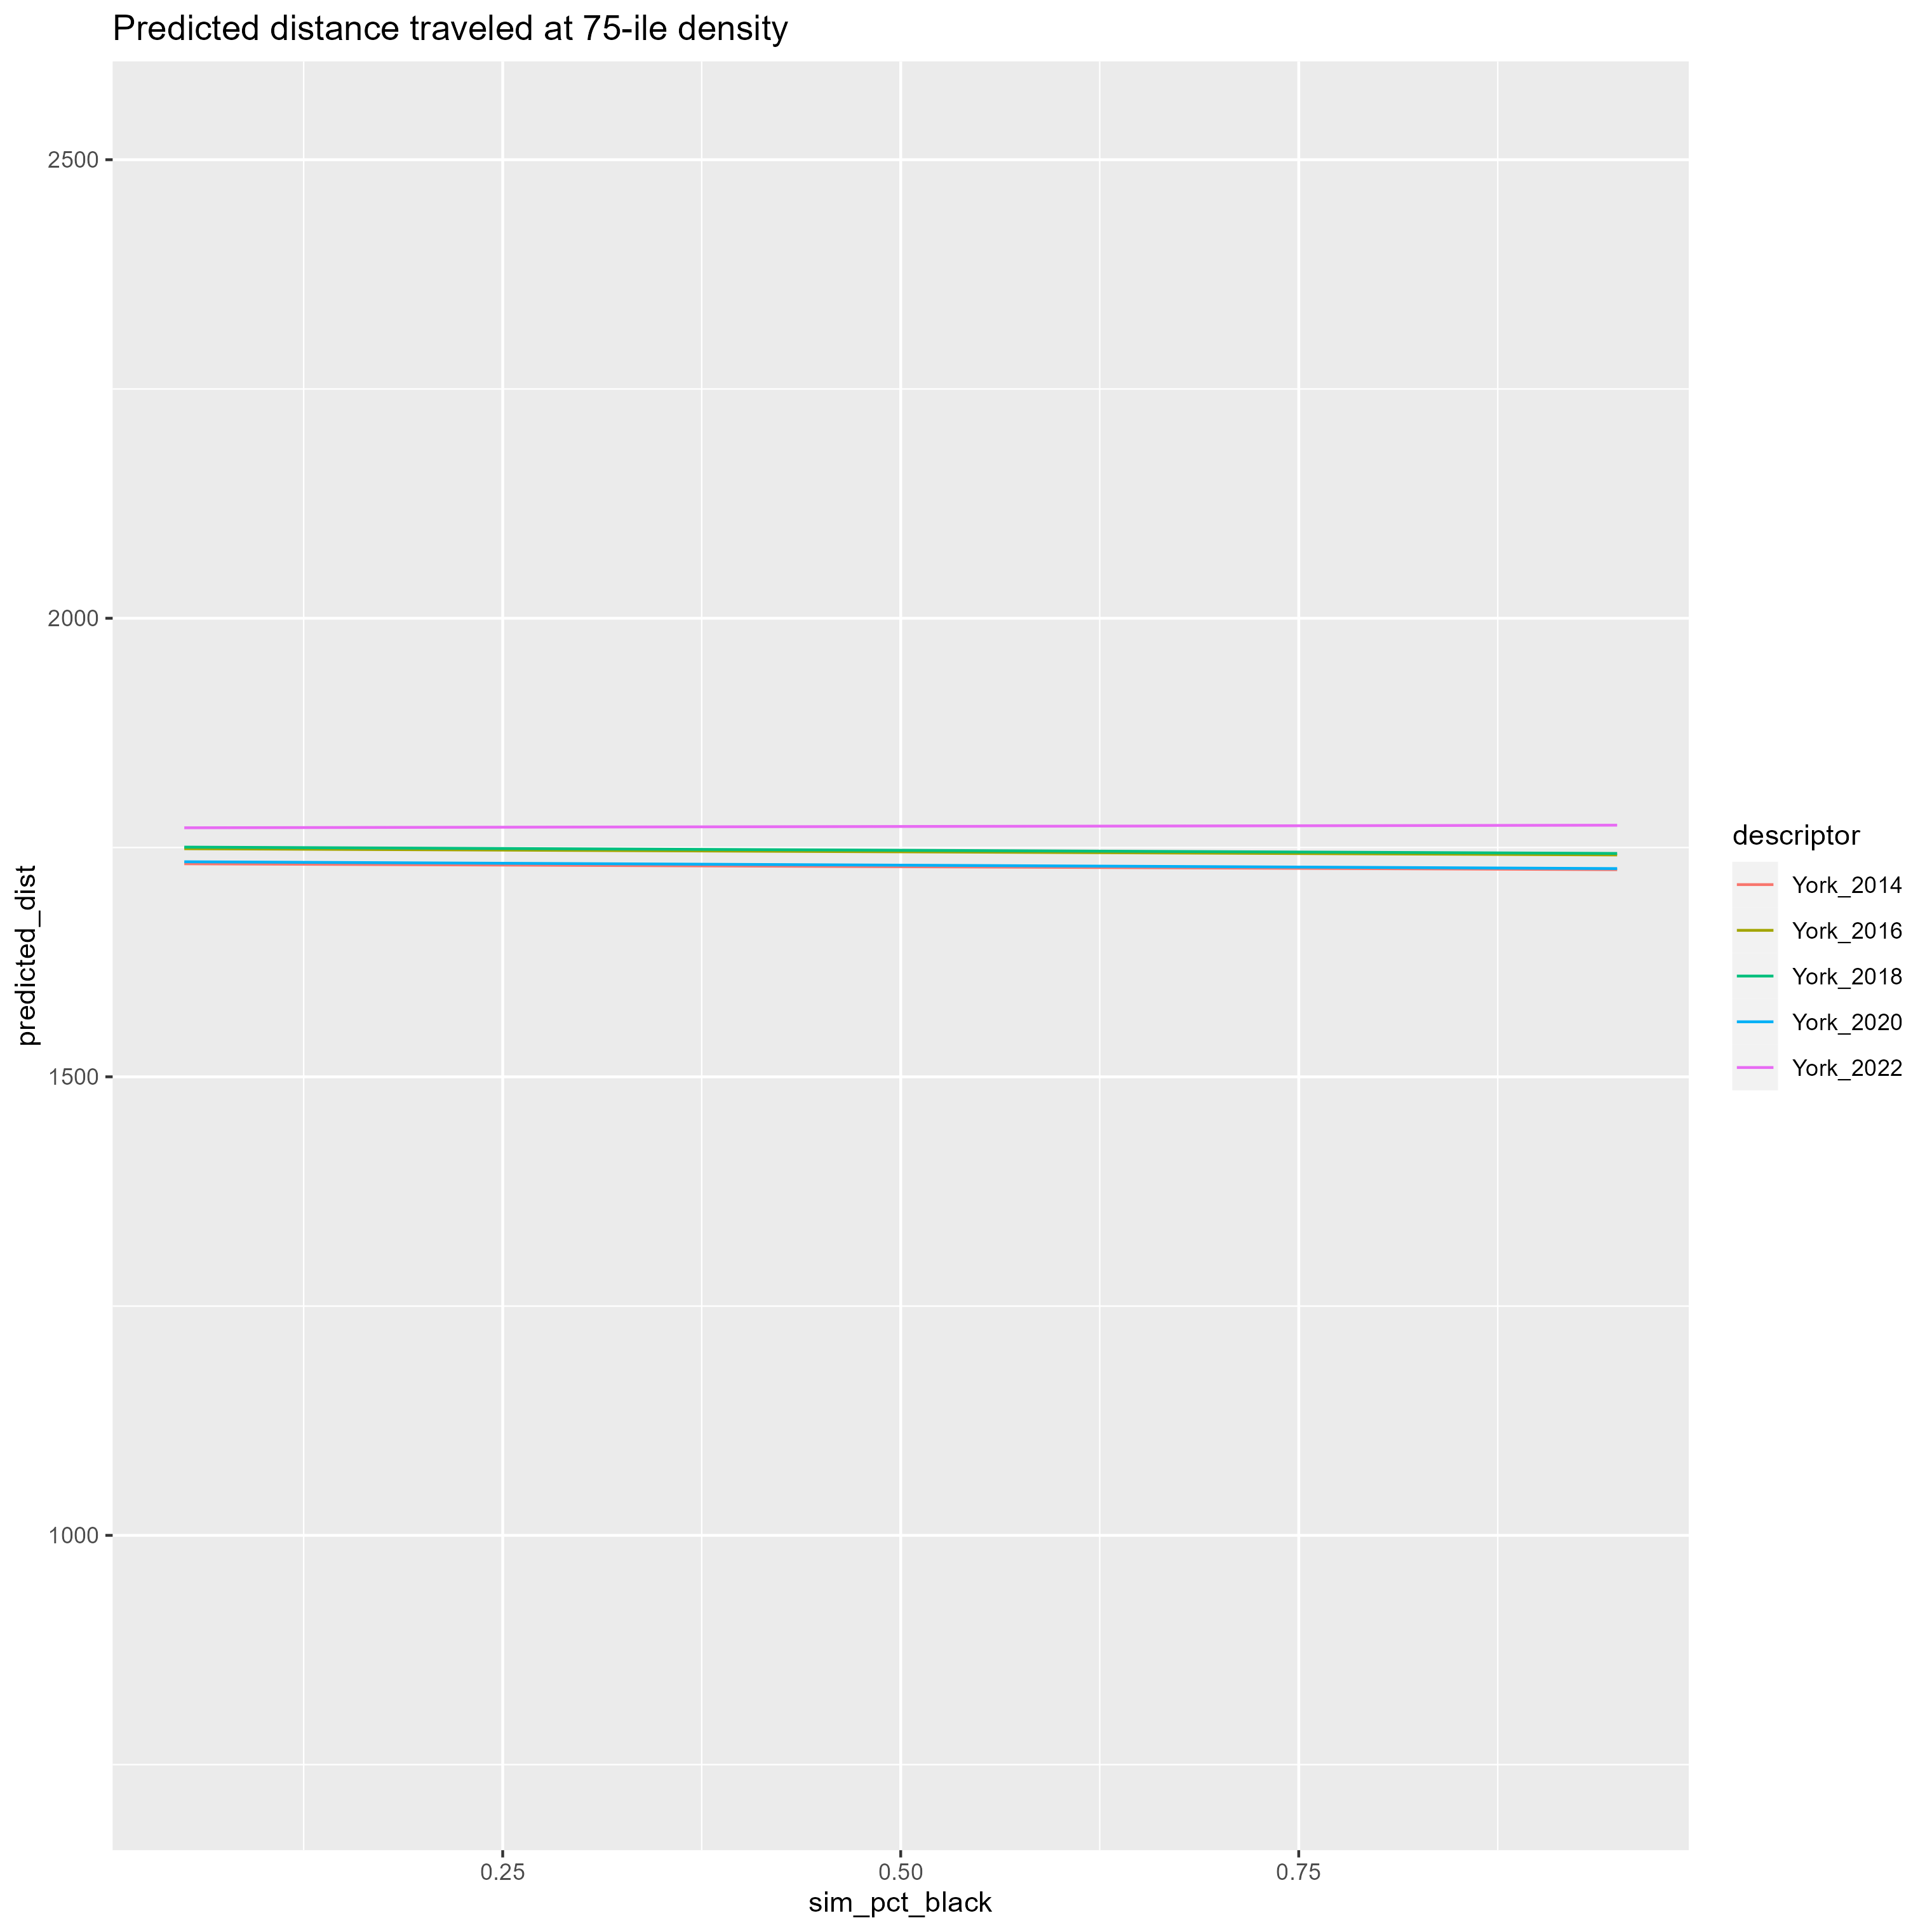 Predicted distance traveled at 75-ile density
2500
2000
1500
1000
predicted_dist
0.25
0.50
0.75
sim_pct_black
descriptor
York_2014
York_2016
York_2018
York_2020
York_2022